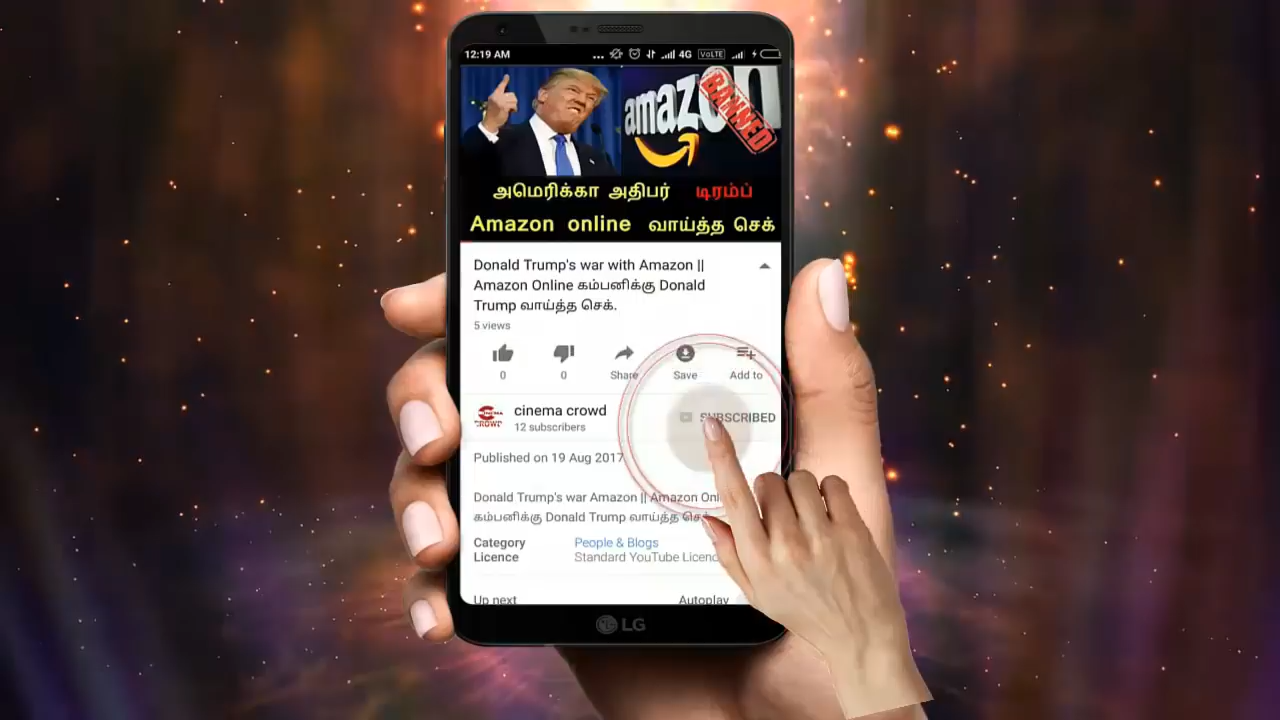 12:19 AM
4G VoLTE
amazon
BANNED
அமெரிக்கா அதிபர் டிரம்ப்
Amazon online வாய்த்த செக்
Donald Trump's war with Amazon ||
Amazon Online கம்பனிக்கு Donald
Trump வாய்த்த செக்.
5 views
0 0 Share Save Add to
CINEMA CROWD
cinema crowd
SUBSCRIBED
12 subscribers
Published on 19 Aug 2017
Donald Trump's war Amazon || Amazon Onl
கம்பனிக்கு Donald Trump வாய்த்த செக்.
Category People & Blogs
Licence Standard YouTube Licenc
Up next Autoplay
LG